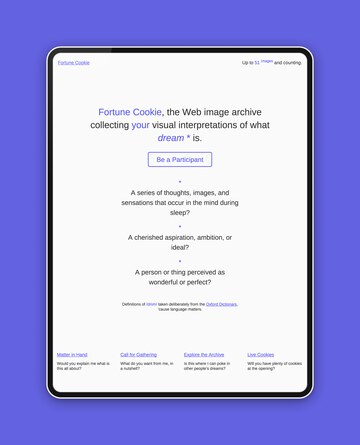 Fortune Cookie
Up to 51 images and counting.
Fortune Cookie, the Web image archive
collecting your visual interpretations of what
dream * is.
Be a Participant
*
A series of thoughts, images, and
sensations that occur in the mind during
sleep?
*
A cherished aspiration, ambition, or
ideal?
*
A person or thing perceived as
wonderful or perfect?
Definitions of dream taken deliberately from the Oxford Dictionary,
'cause language matters.
Matter in Hand
Would you explain me what is
this all about?
Call for Gathering
What do you want from me, in
a nutshell?
Explore the Archive
Is this where I can poke in
other people's dreams?
Live Cookies
Will you have plenty of cookies
at the opening?